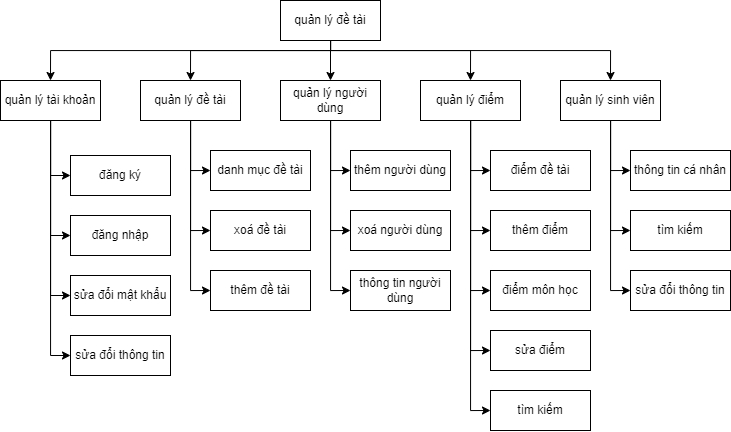 quản lý đề tài
quản lý tài khoản
quản lý đề tài
quản lý người
dùng
quản lý điểm
quản lý sinh viên
đăng ký
đăng nhập
sửa đổi mật khẩu
sửa đổi thông tin
danh mục đề tài
xoá đề tài
thêm đề tài
thêm người dùng
xoá người dùng
thông tin người
dùng
điểm đề tài
thêm điểm
điểm môn học
sửa điểm
tìm kiếm
thông tin cá nhân
tìm kiếm
sửa đổi thông tin